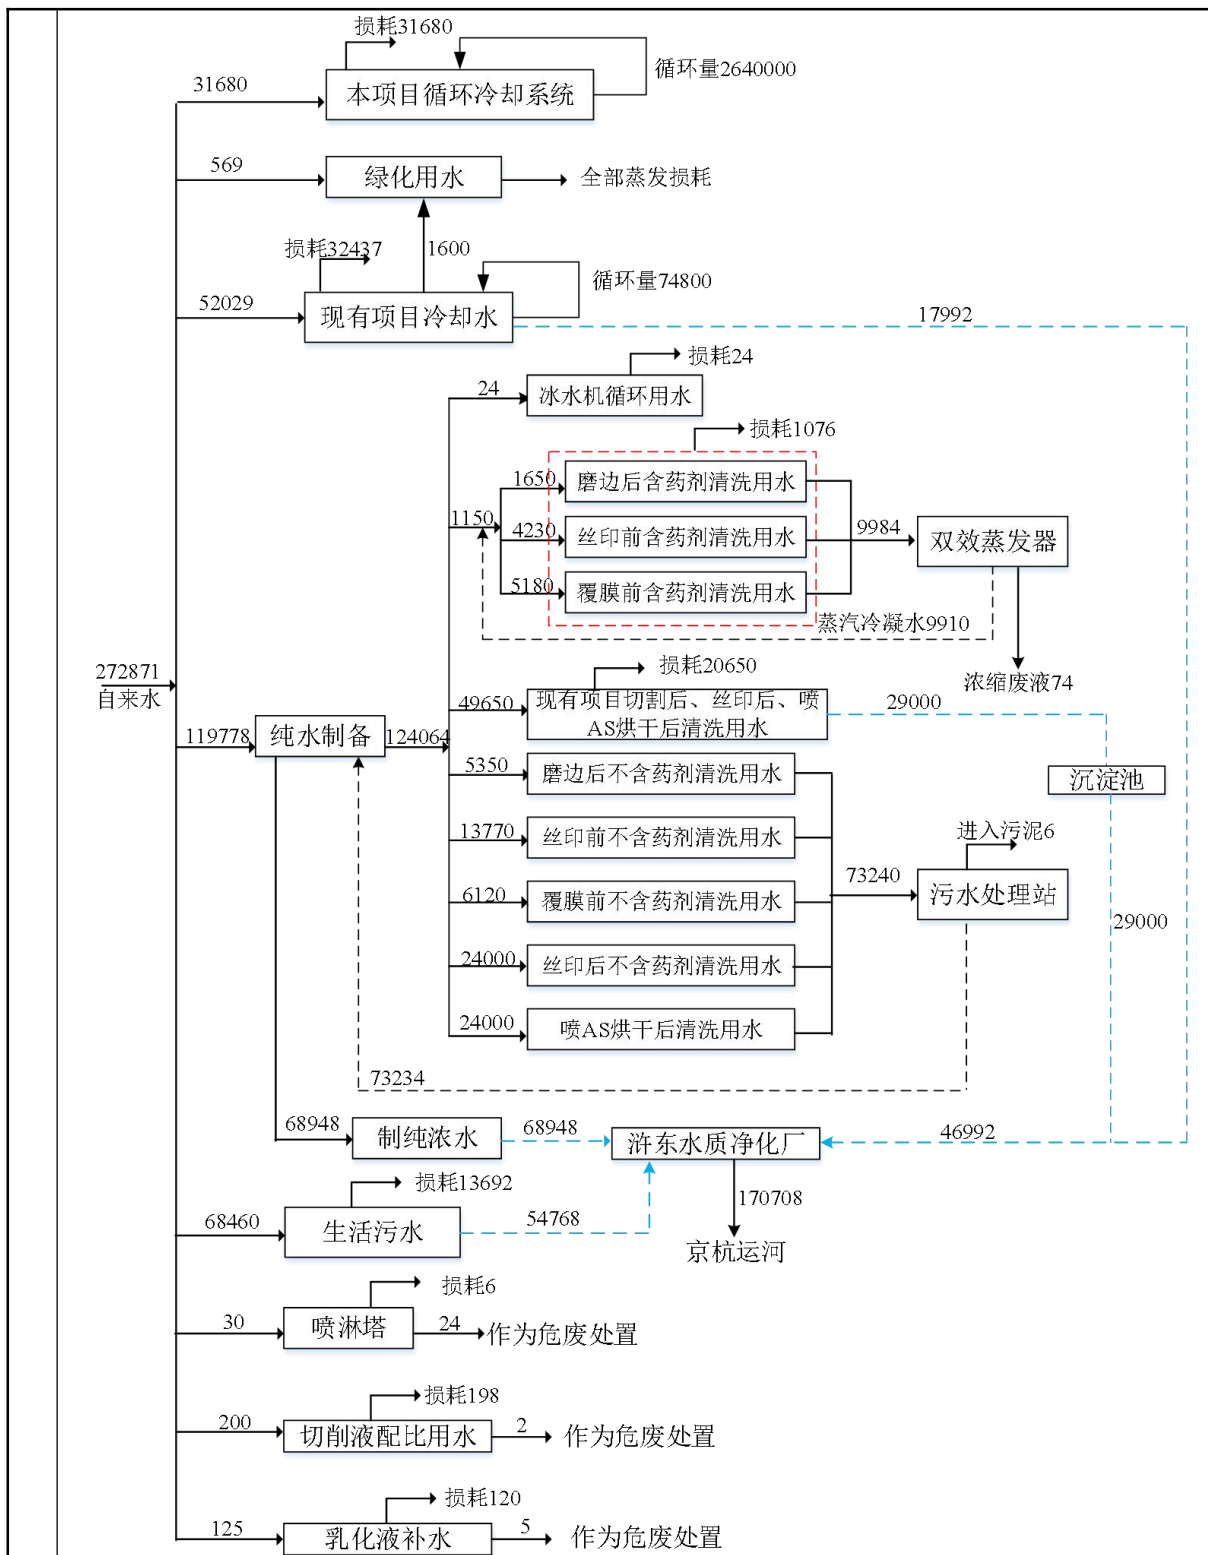 损耗31680
循环量2640000
31680
本项目循环冷却系统
569
绿化用水
全部蒸发损耗
损耗32437
1600
循环量74800
52029
现有项目冷却水
17992
损耗24
24
冰水机循环用水
损耗1076
1650
磨边后含药剂清洗用水
1150
4230
丝印前含药剂清洗用水
9984
双效蒸发器
5180
覆膜前含药剂清洗用水
蒸汽冷凝水9910
272871
自来水
损耗20650
浓缩废液74
49650
现有项目切割后、丝印后、喷
AS烘干后清洗用水
29000
119778
纯水制备
124064
5350
磨边后不含药剂清洗用水
沉淀池
13770
丝印前不含药剂清洗用水
进入污泥6
6120
覆膜前不含药剂清洗用水
73240
污水处理站
29000
24000
丝印后不含药剂清洗用水
24000
喷AS烘干后清洗用水
73234
68948
制纯浓水
68948
浒东水质净化厂
46992
损耗13692
170708
68460
生活污水
54768
京杭运河
损耗6
30
喷淋塔
24
作为危废处置
损耗198
200
切削液配比用水
2
作为危废处置
损耗120
125
乳化液补水
5
作为危废处置